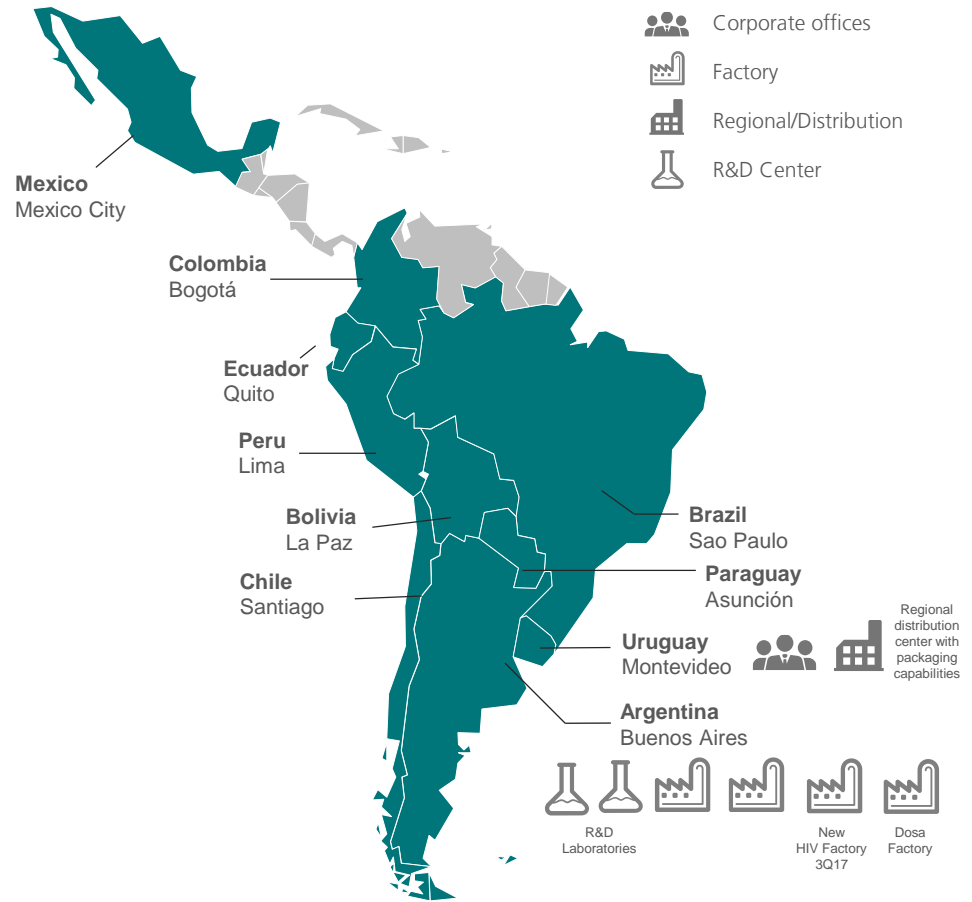 Corporate offices
Factory
Regional/Distribution
R&D Center
Mexico
Mexico City
Colombia
Bogotá
Ecuador
Quito
Peru
Lima
Bolivia
La Paz
Chile
Santiago
Brazil
Sao Paulo
Paraguay
Asunción
Uruguay
Montevideo
Regional
distribution
center with
packaging
capabilities
Argentina
Buenos Aires
R&D
Laboratories
New
HIV Factory
3Q17
Dosa
Factory